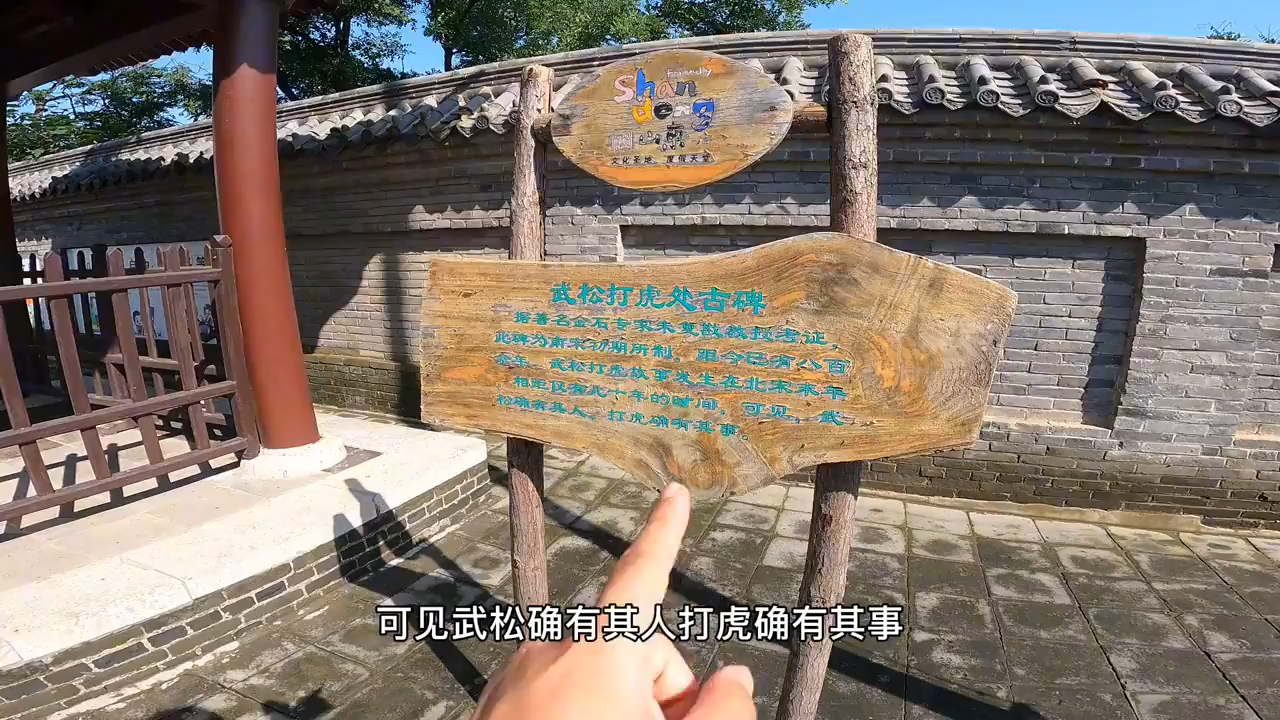 Friendly
Shan
dong
文化圣地 度假天堂
武松打虎处古碑
据著名金石专家朱复戡教授考证，
此碑为南宋初期所制，距今已有八百
余年。武松打虎故事发生在北宋末年
相距仅有几十年的时间，可见，武
松确有其人，打虎确有其事。
可见武松确有其人打虎确有其事